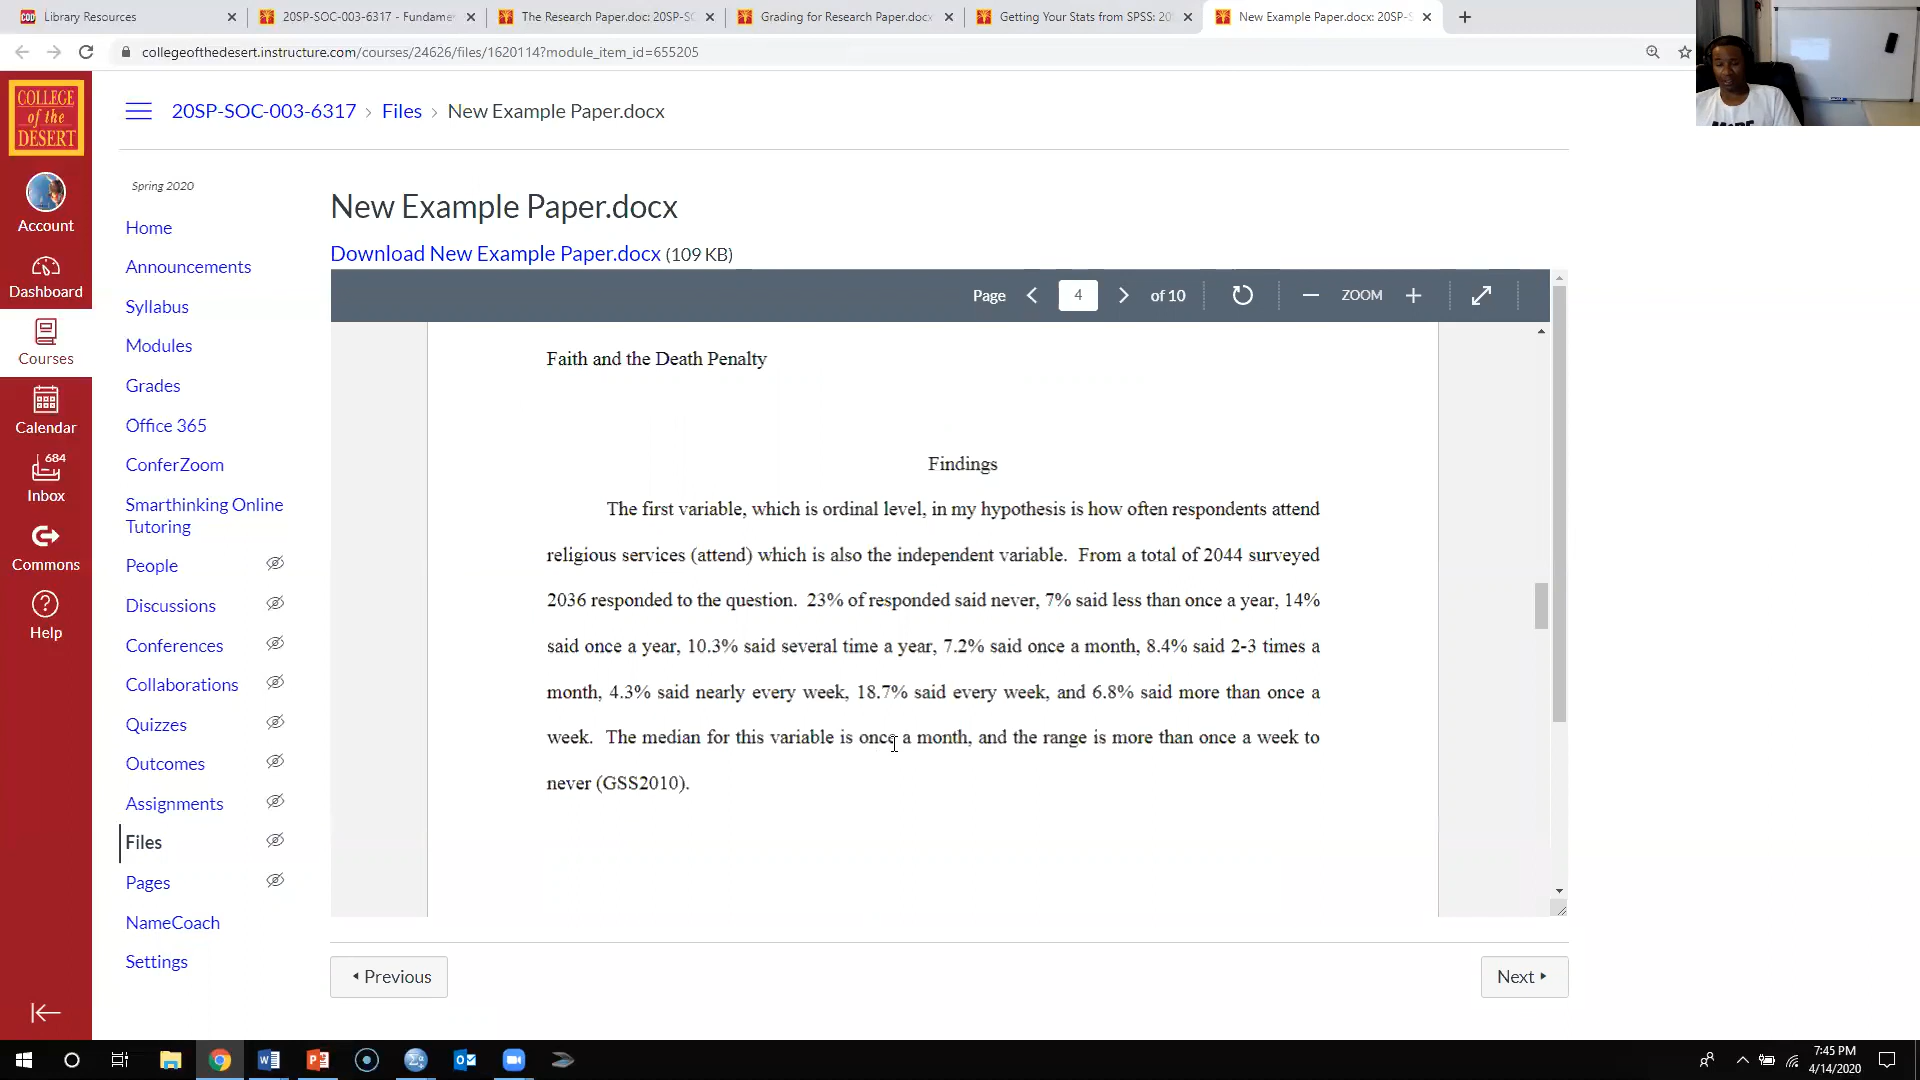 Library Resources
20SP-SOC-003-6317 - Fundame
The Research Paper.doc: 20SP-SO
Grading for Research Paper.docx
Getting Your Stats from SPSS: 20
New Example Paper.docx: 20SP-S
collegeofthedesert.instructure.com/courses/24626/files/1620114?module_item_id=655205
COLLEGE
of the
DESERT
20SP-SOC-003-6317 › Files › New Example Paper.docx
Account
Dashboard
Courses
Calendar
684
Inbox
Commons
Help
Spring 2020
Home
Announcements
Syllabus
Modules
Grades
Office 365
ConferZoom
Smarthinking Online
Tutoring
People
Discussions
Conferences
Collaborations
Quizzes
Outcomes
Assignments
Files
Pages
NameCoach
Settings
New Example Paper.docx
Download New Example Paper.docx (109 KB)
Page 4 of 10 ZOOM
Faith and the Death Penalty
Findings
The first variable, which is ordinal level, in my hypothesis is how often respondents attend
religious services (attend) which is also the independent variable. From a total of 2044 surveyed
2036 responded to the question. 23% of responded said never, 7% said less than once a year, 14%
said once a year, 10.3% said several time a year, 7.2% said once a month, 8.4% said 2-3 times a
month, 4.3% said nearly every week, 18.7% said every week, and 6.8% said more than once a
week. The median for this variable is once a month, and the range is more than once a week to
never (GSS2010).
Previous
Next
7:45 PM
4/14/2020